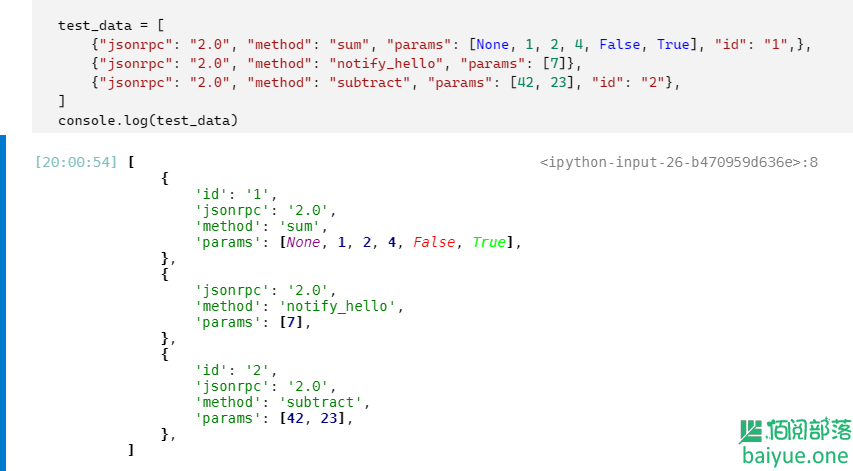 test_data = [
    {"jsonrpc": "2.0", "method": "sum", "params": [None, 1, 2, 4, False, True], "id": "1",},
    {"jsonrpc": "2.0", "method": "notify_hello", "params": [7]},
    {"jsonrpc": "2.0", "method": "subtract", "params": [42, 23], "id": "2"},
]
console.log(test_data)
[20:00:54] [ <ipython-input-26-b470959d636e>:8
    {
        'id': '1',
        'jsonrpc': '2.0',
        'method': 'sum',
        'params': [None, 1, 2, 4, False, True],
    },
    {
        'jsonrpc': '2.0',
        'method': 'notify_hello',
        'params': [7],
    },
    {
        'id': '2',
        'jsonrpc': '2.0',
        'method': 'subtract',
        'params': [42, 23],
    },
]
佰阅部落
baiyue.one